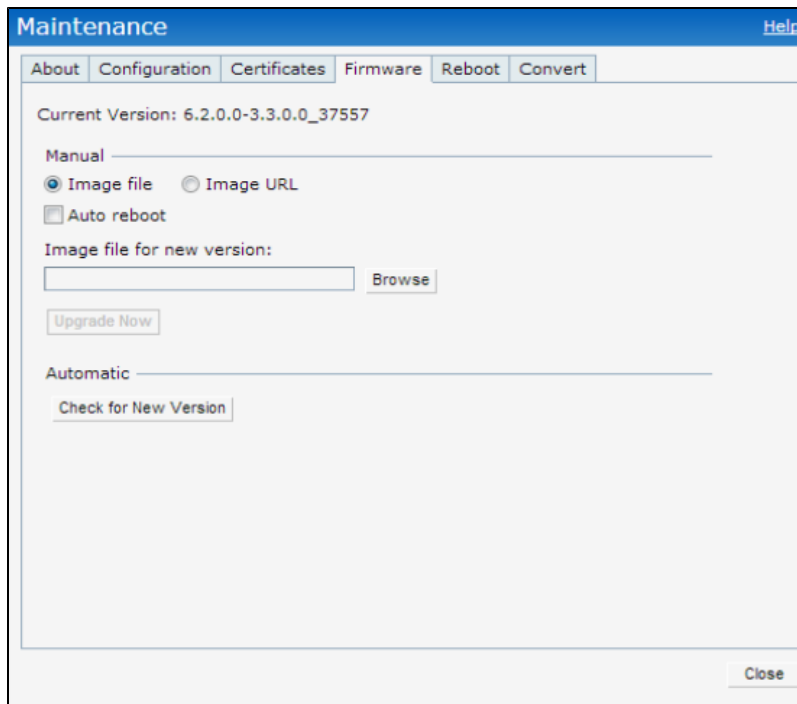 Maintenance Help
About Configuration Certificates Firmware Reboot Convert
Current Version: 6.2.0.0-3.3.0.0_37557
Manual
Image file Image URL
Auto reboot
Image file for new version:
Browse
Upgrade Now
Automatic
Check for New Version
Close